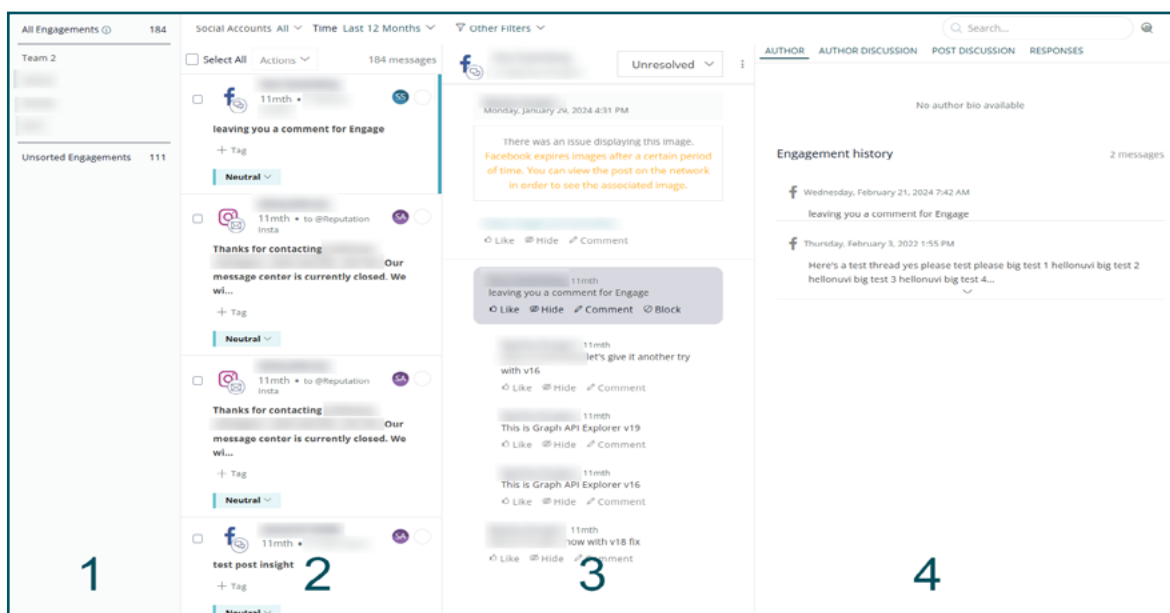 All Engagements 184
Team 2
Unsorted Engagements 111
1
Social Accounts All Time Last 12 Months Other Filters
Search...
Select All Actions 184 messages
11mth •
SS
leaving you a comment for Engage
+ Tag
Neutral
11mth • to @Reputation
Insta
SA
Thanks for contacting
Our
message center is currently closed. We
wi...
+ Tag
Neutral
11mth • to @Reputation
Insta
SA
Thanks for contacting
Our
message center is currently closed. We
wi...
+ Tag
Neutral
11mth •
SA
test post insight
+ Tag
Neutral
2
Unresolved
Monday, January 29, 2024 4:31 PM
There was an issue displaying this image.
Facebook expires images after a certain period
of time. You can view the post on the network
in order to see the associated image.
Like Hide Comment
11mth
leaving you a comment for Engage
Like Hide Comment Block
11mth
let's give it another try
with v16
Like Hide Comment
11mth
This is Graph API Explorer v19
Like Hide Comment
11mth
This is Graph API Explorer v16
Like Hide Comment
11mth
now with v18 fix
Like Hide Comment
3
AUTHOR AUTHOR DISCUSSION POST DISCUSSION RESPONSES
No author bio available
Engagement history 2 messages
Wednesday, February 21, 2024 7:42 AM
leaving you a comment for Engage
Thursday, February 3, 2022 1:55 PM
Here's a test thread yes please test please big test 1 hellonuvi big test 2
hellonuvi big test 3 hellonuvi big test 4...
4